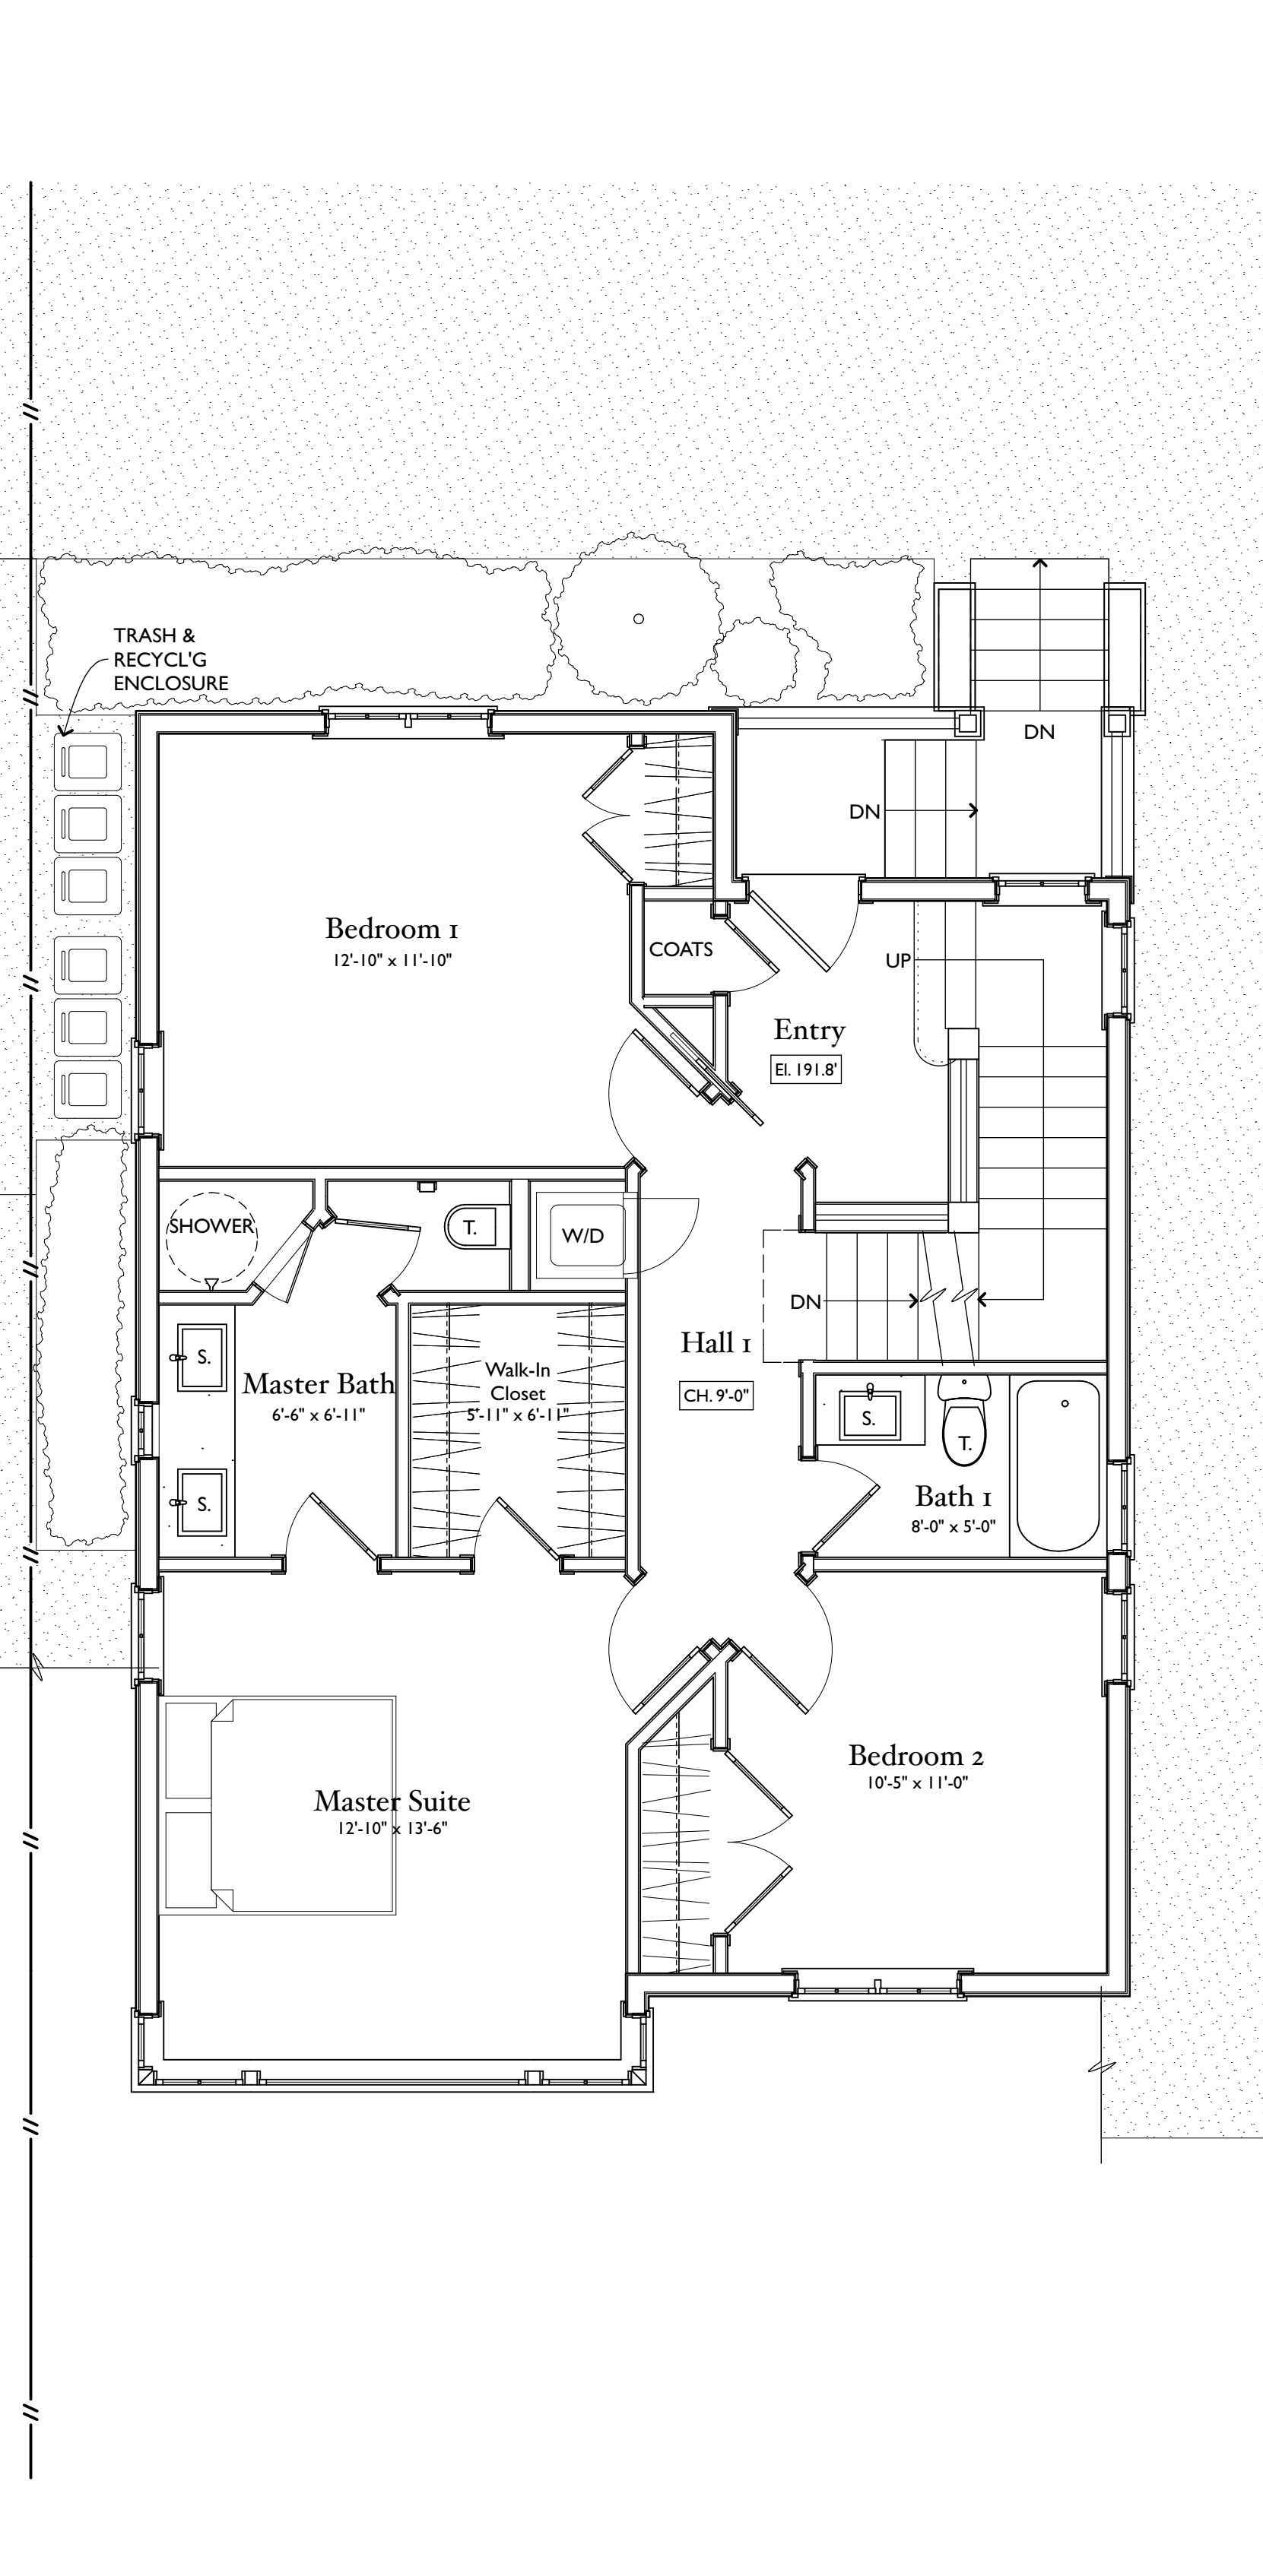 TRASH &
RECYCL'G
ENCLOSURE
DN
DN
Bedroom 1
12'-10" x 11'-10"
COATS
UP
Entry
El. 191.8'
SHOWER
T.
W/D
DN
Hall 1
CH. 9'-0"
S.
Master Bath
6'-6" x 6'-11"
Walk-In
Closet
5'-11" x 6'-11"
S.
T.
S.
Bath 1
8'-0" x 5'-0"
Bedroom 2
10'-5" x 11'-0"
Master Suite
12'-10" x 13'-6"